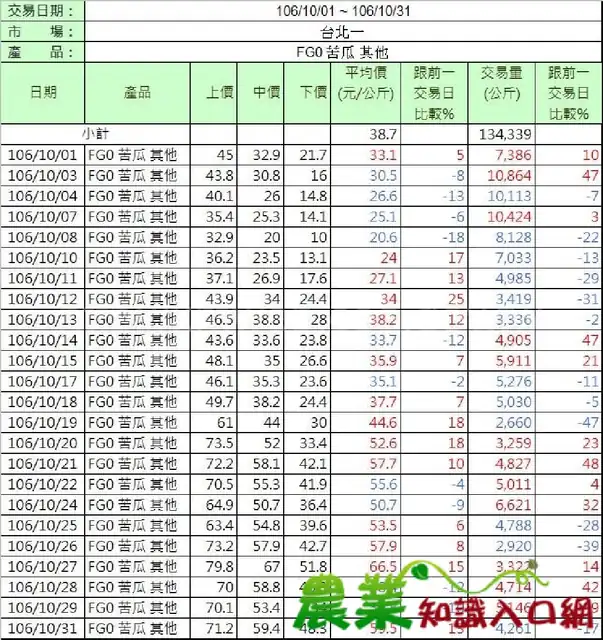 交易日期： 106/10/01 ~ 106/10/31
市 場： 台北一
產 品： FG0 苦瓜 其他
日期 產品 上價 中價 下價 平均價 (元/公斤) 跟前一交易日比較% 交易量 (公斤) 跟前一交易日比較%
小計 38.7 134,339
106/10/01 FG0 苦瓜 其他 45 32.9 21.7 33.1 5 7,386 10
106/10/03 FG0 苦瓜 其他 43.8 30.8 16 30.5 -8 10,864 47
106/10/04 FG0 苦瓜 其他 40.1 26 14.8 26.6 -13 10,113 -7
106/10/07 FG0 苦瓜 其他 35.4 25.3 14.1 25.1 -6 10,424 3
106/10/08 FG0 苦瓜 其他 32.9 20 10 20.6 -18 8,128 -22
106/10/10 FG0 苦瓜 其他 36.2 23.5 13.1 24 17 7,033 -13
106/10/11 FG0 苦瓜 其他 37.1 26.9 17.6 27.1 13 4,985 -29
106/10/12 FG0 苦瓜 其他 43.9 34 24.4 34 25 3,419 -31
106/10/13 FG0 苦瓜 其他 46.5 38.8 28 38.2 12 3,336 -2
106/10/14 FG0 苦瓜 其他 43.6 33.6 23.8 33.7 -12 4,905 47
106/10/15 FG0 苦瓜 其他 48.1 35 26.6 35.9 7 5,911 21
106/10/17 FG0 苦瓜 其他 46.1 35.3 23.6 35.1 -2 5,276 -11
106/10/18 FG0 苦瓜 其他 49.7 38.2 24.4 37.7 7 5,030 -5
106/10/19 FG0 苦瓜 其他 61 44 30 44.6 18 2,660 -47
106/10/20 FG0 苦瓜 其他 73.5 52 33.4 52.6 18 3,259 23
106/10/21 FG0 苦瓜 其他 72.2 58.1 42.1 57.7 10 4,827 48
106/10/22 FG0 苦瓜 其他 70.5 55.3 41.9 55.6 -4 5,011 4
106/10/24 FG0 苦瓜 其他 64.9 50.7 36.4 50.7 -9 6,621 32
106/10/25 FG0 苦瓜 其他 63.4 54.8 39.6 53.5 6 4,788 -28
106/10/26 FG0 苦瓜 其他 73.2 57.9 42.7 57.9 8 2,920 -39
106/10/27 FG0 苦瓜 其他 79.8 67 51.8 66.5 15 14
106/10/28 FG0 苦瓜 其他 70 58.8 4,714 42
106/10/29 FG0 苦瓜 其他 70.1 53.4
106/10/31 FG0 苦瓜 其他 71.2 59.4 4,261
農業知識入口網